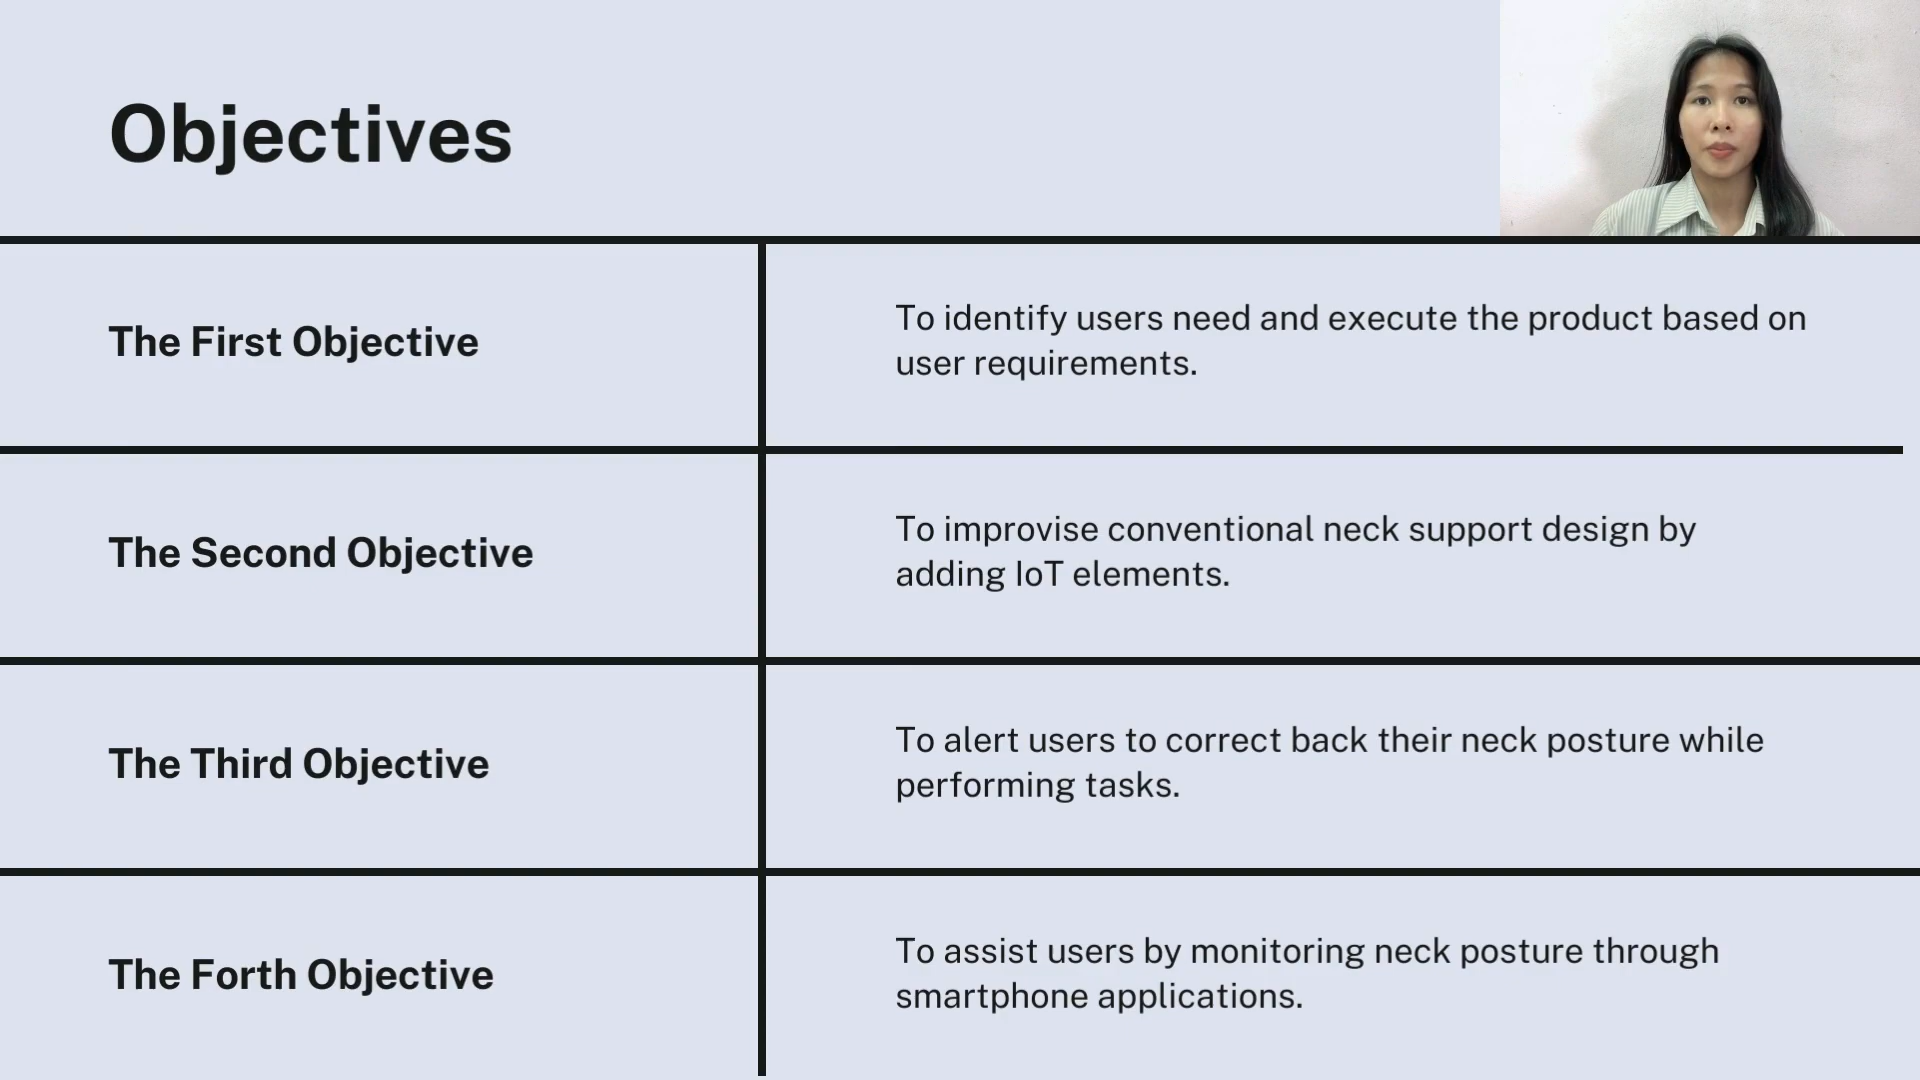 Objectives
The First Objective
To identify users need and execute the product based on
user requirements.
The Second Objective
To improvise conventional neck support design by
adding IoT elements.
The Third Objective
To alert users to correct back their neck posture while
performing tasks.
The Forth Objective
To assist users by monitoring neck posture through
smartphone applications.